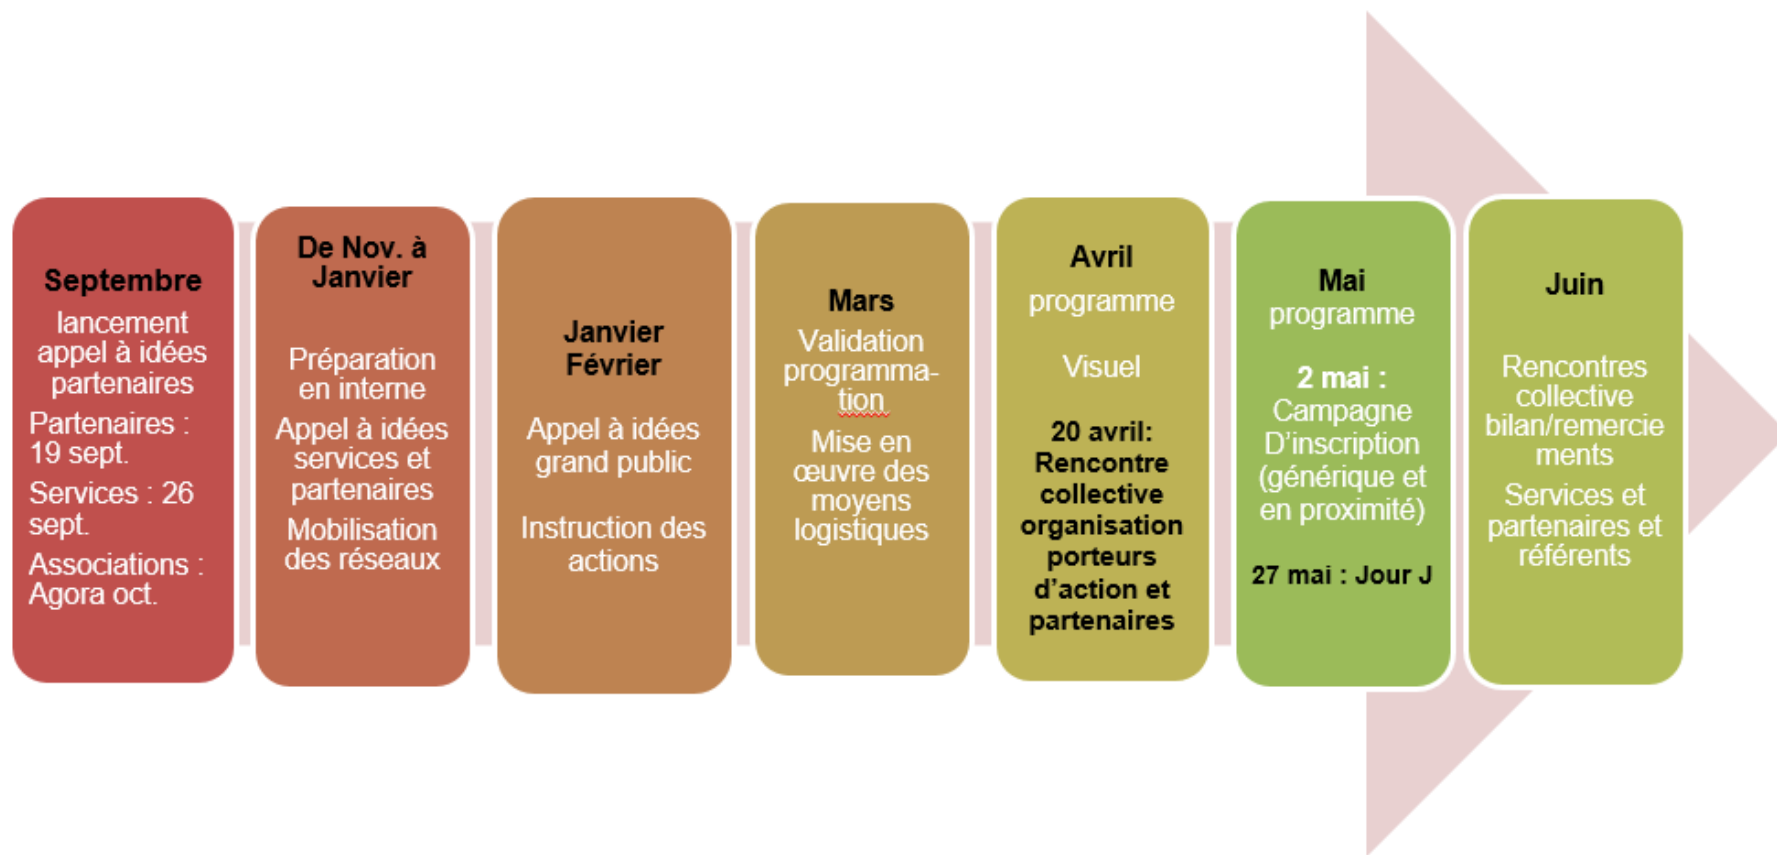 Septembre
lancement
appel à idées
partenaires
Partenaires :
19 sept.
Services : 26
sept.
Associations :
Agora oct.
De Nov. à
Janvier
Préparation
en interne
Appel à idées
services et
partenaires
Mobilisation
des réseaux
Janvier
Février
Appel à idées
grand public
Instruction des
actions
Mars
Validation
programma-
tion
Mise en
œuvre des
moyens
logistiques
Avril
programme
Visuel
20 avril:
Rencontre
collective
organisation
porteurs
d'action et
partenaires
Mai
programme
2 mai :
Campagne
D'inscription
(générique et
en proximité)
27 mai : Jour J
Juin
Rencontres
collective
bilan/remercie
ments
Services et
partenaires et
référents